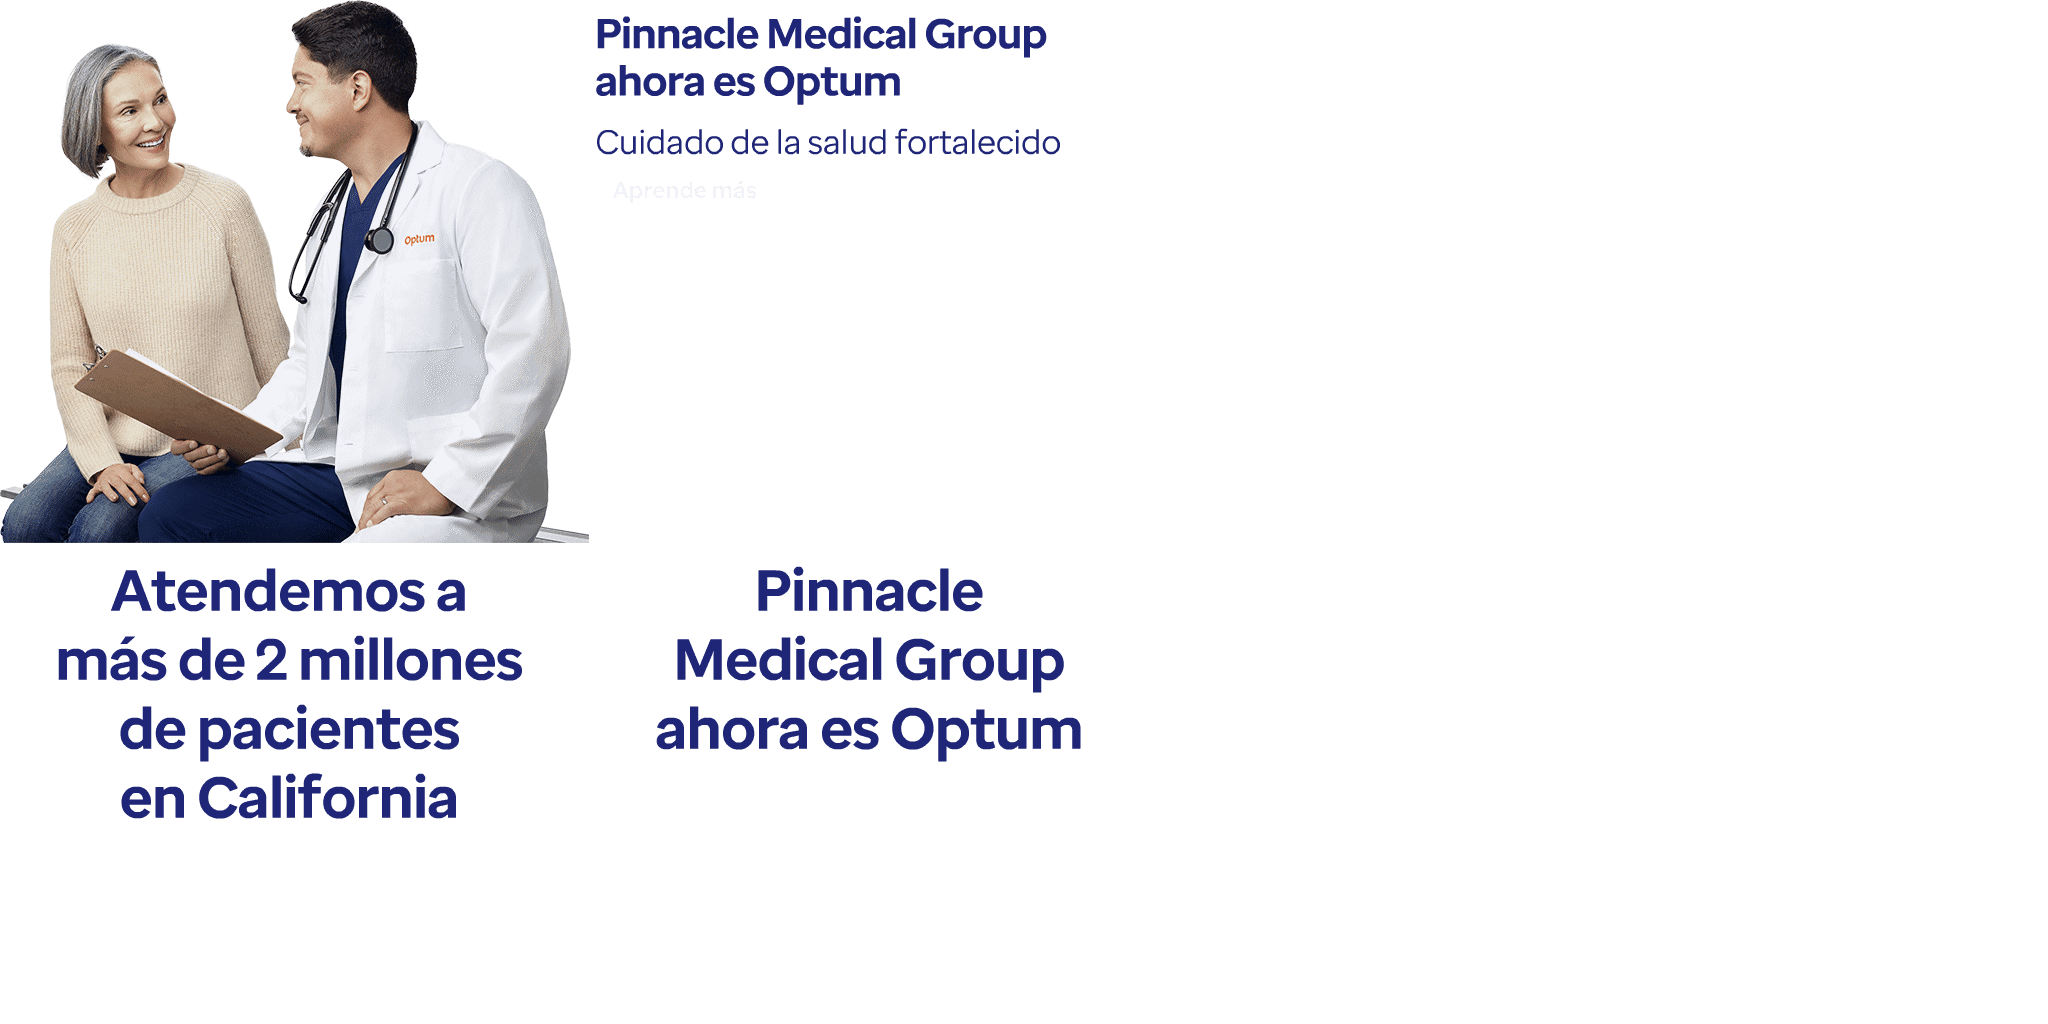 Pinnacle Medical Group
ahora es Optum
Cuidado de la salud fortalecido
Aprende más
Optum
Atendemos a
más de 2 millones
de pacientes
en California
Pinnacle
Medical Group
ahora es Optum